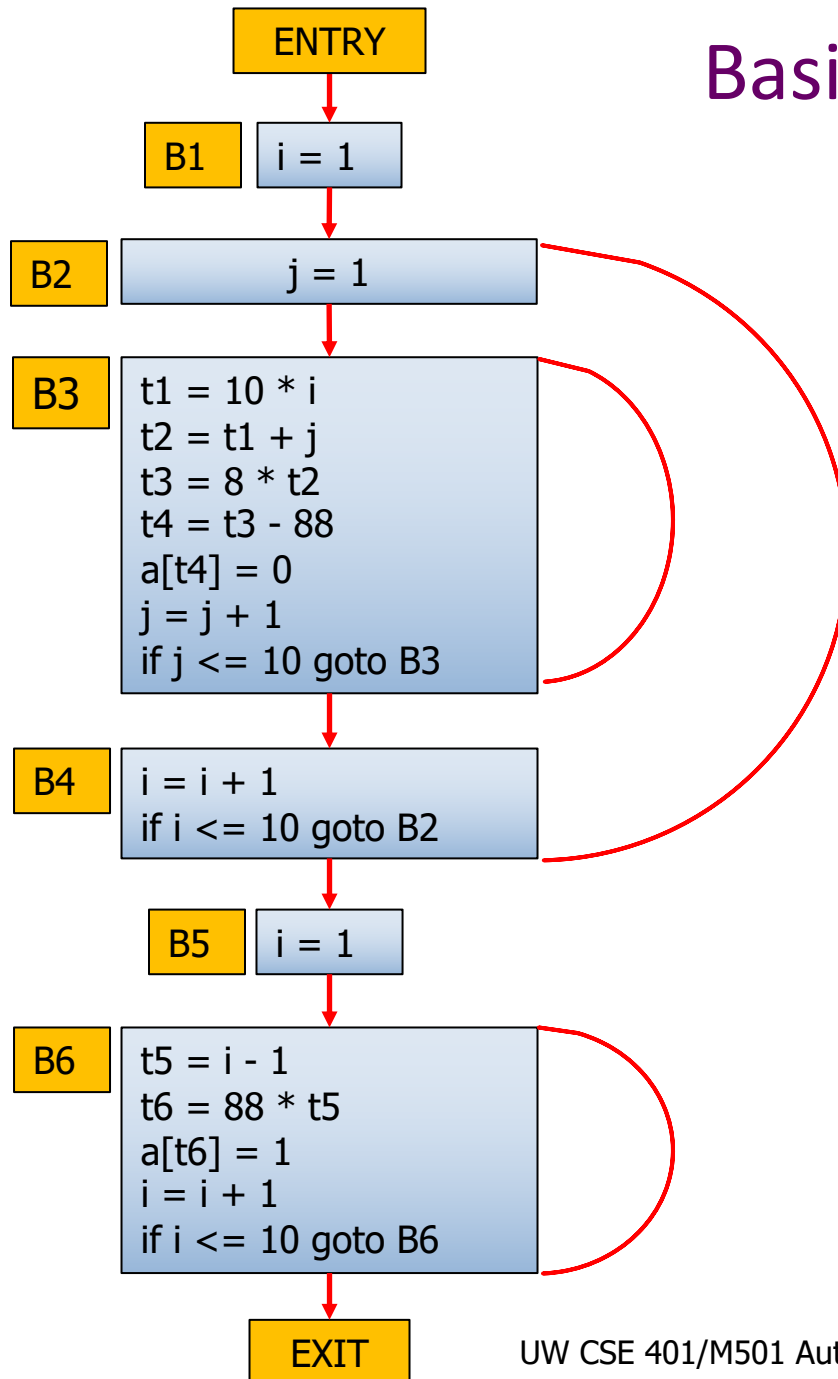 ENTRY
Basi
B1
i = 1
B2
j = 1
B3
t1 = 10 * i
t2 = t1 + j
t3 = 8 * t2
t4 = t3 - 88
a[t4] = 0
j = j + 1
if j <= 10 goto B3
B4
i = i + 1
if i <= 10 goto B2
B5
i = 1
B6
t5 = i - 1
t6 = 88 * t5
a[t6] = 1
i = i + 1
if i <= 10 goto B6
EXIT
UW CSE 401/M501 Aut